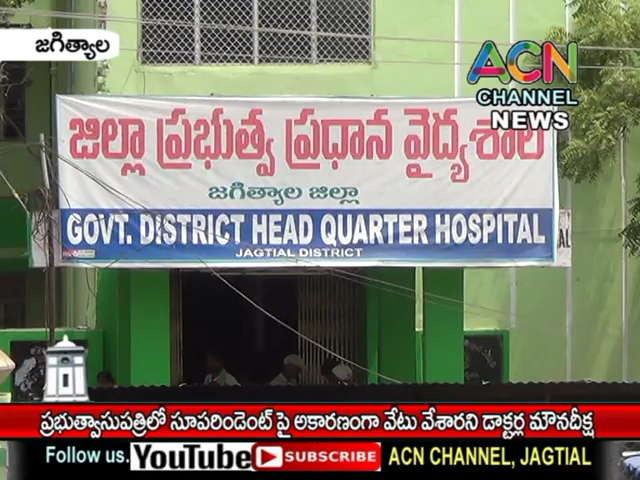 జగిత్యాల
ACN
CHANNEL
NEWS
జిల్లా ప్రభుత్వ ప్రధాన వైద్యశాల
జగిత్యాల జిల్లా
GOVT. DISTRICT HEAD QUARTER HOSPITAL
JAGTIAL DISTRICT
ప్రభుత్వాసుపత్రిలో సూపరిండెంట్ పై అకారణంగా వేటు వేశారని డాక్టర్ల మౌనదీక్ష
Follow us. YouTube SUBSCRIBE ACN CHANNEL, JAGTIAL